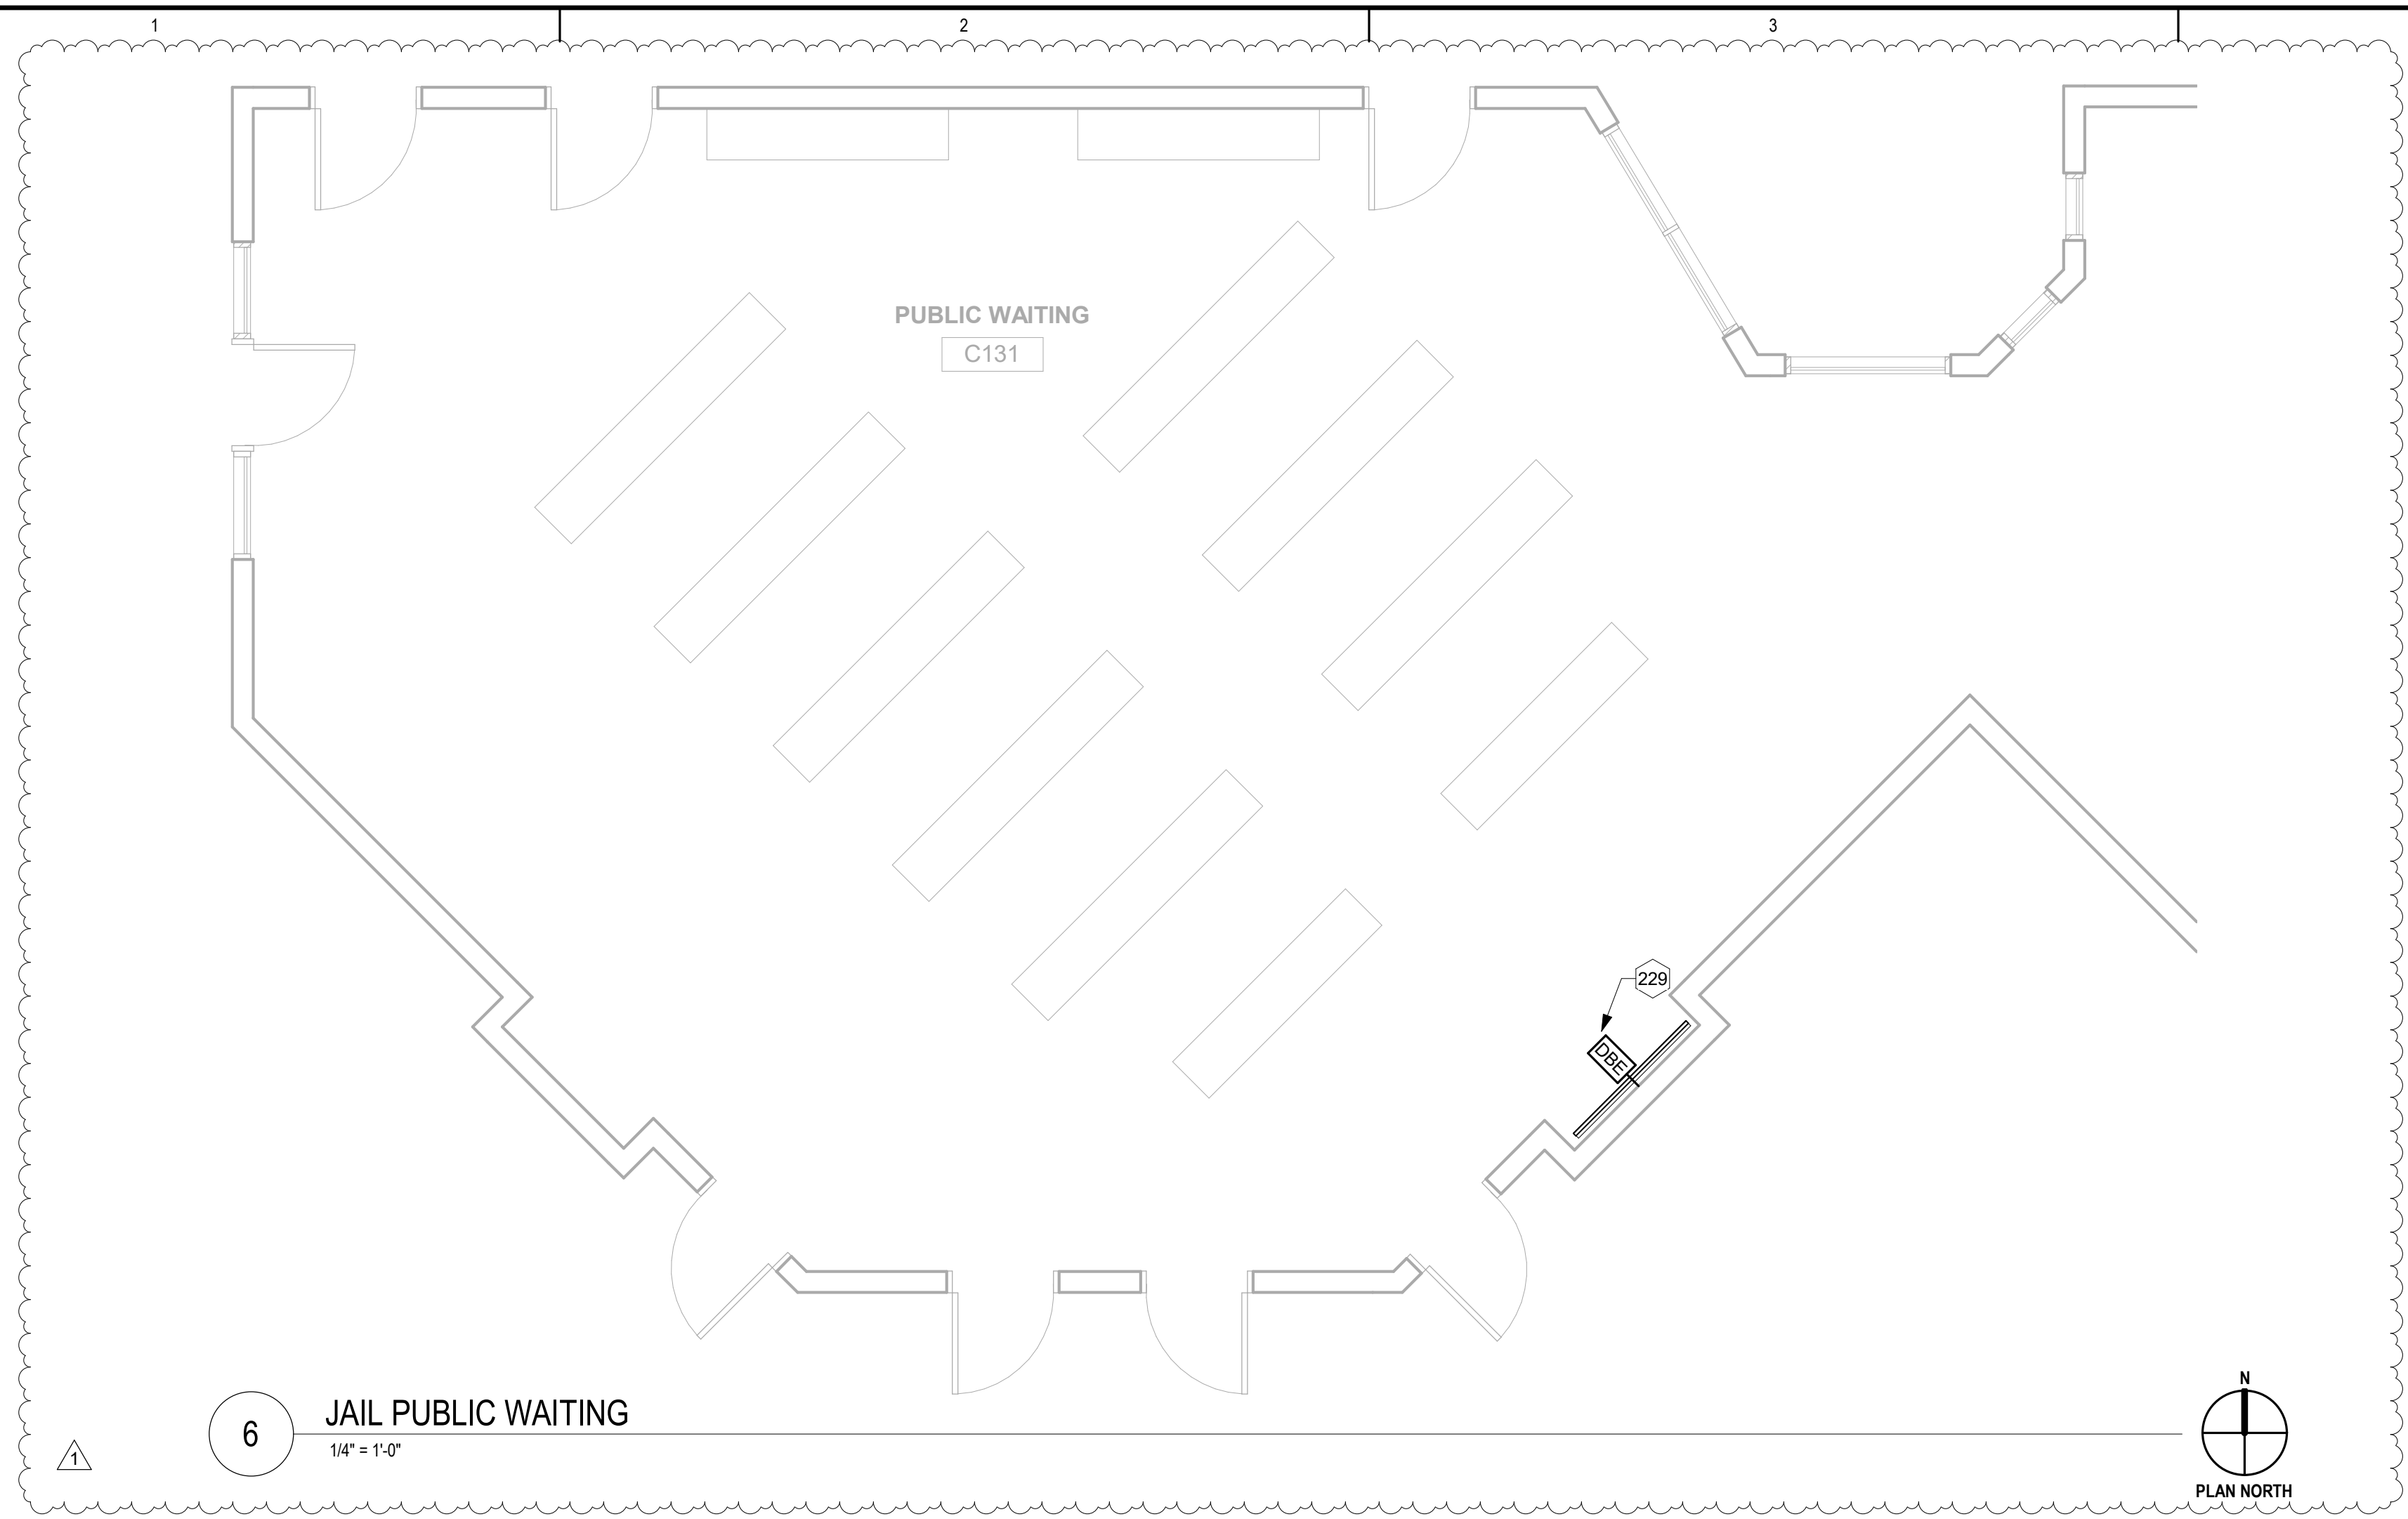 1
2
3
PUBLIC WAITING
C131
229
DBE
6
JAIL PUBLIC WAITING
1/4" = 1'-0"
1
N
PLAN NORTH